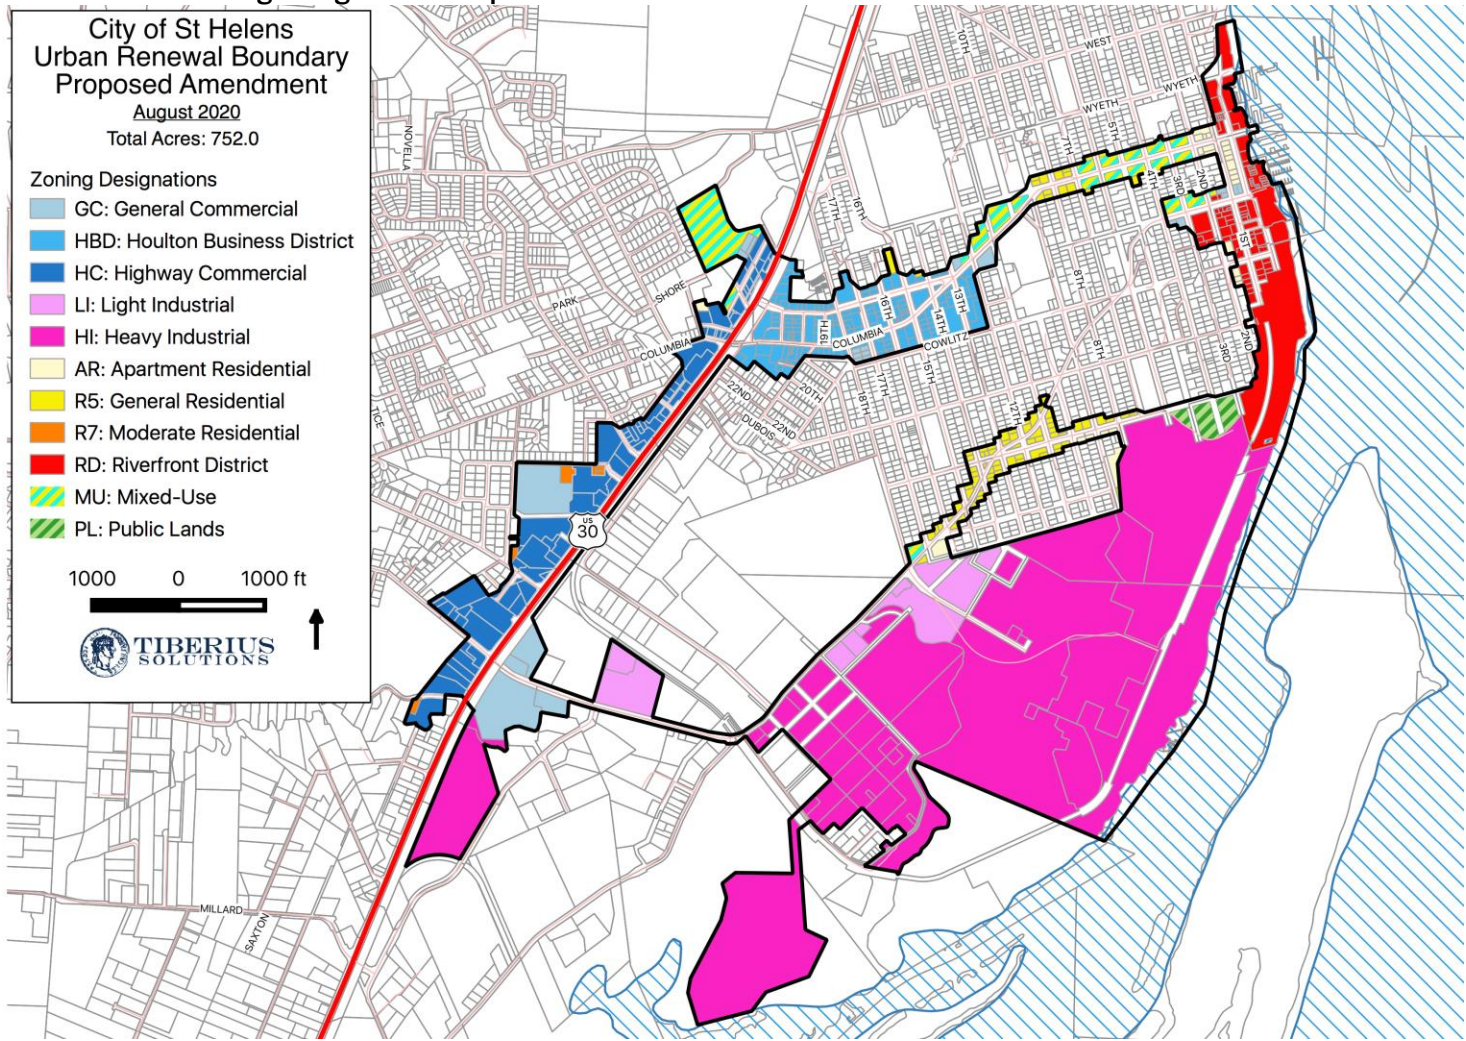 City of St Helens
Urban Renewal Boundary
Proposed Amendment
August 2020
Total Acres: 752.0
Zoning Designations
GC: General Commercial
HBD: Houlton Business District
HC: Highway Commercial
LI: Light Industrial
HI: Heavy Industrial
AR: Apartment Residential
R5: General Residential
R7: Moderate Residential
RD: Riverfront District
MU: Mixed-Use
PL: Public Lands
1000 0 1000 ft
TIBERIUS
SOLUTIONS
NOVELLA
10TH
WEST
WYETH
WYETH
7TH
5TH
4TH
3RD
2ND
1ST
17TH
16TH
PARK
SHORE
COLUMBIA
19TH
COLUMBIA
16TH
14TH
13TH
COWLITZ
8TH
8TH
15TH
17TH
18TH
20TH
22ND
22ND
DUBOIS
12TH
3RD
2ND
TICE
US
30
MILLARD
SAXTON